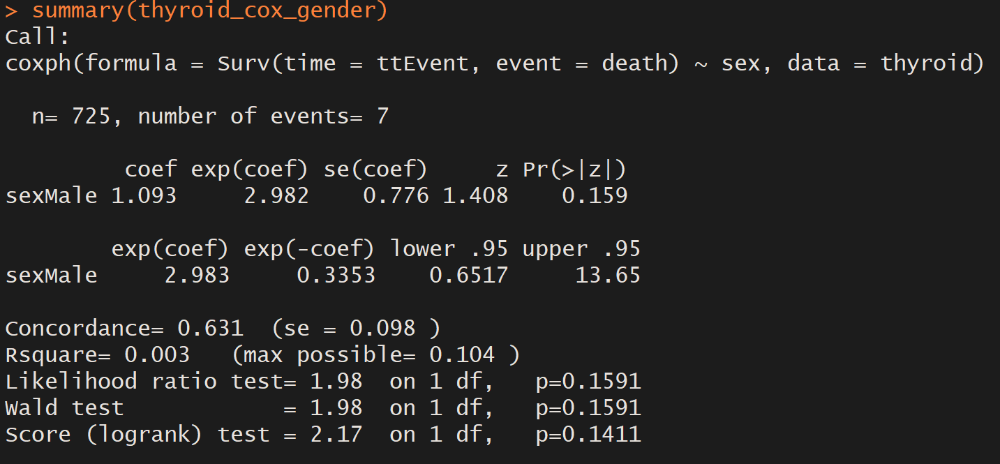 > summary(thyroid_cox_gender)
Call:
coxph(formula = Surv(time = ttEvent, event = death) ~ sex, data = thyroid)
n= 725, number of events= 7
coef exp(coef) se(coef) z Pr(>|z|)
sexMale 1.093 2.982 0.776 1.408 0.159
exp(coef) exp(-coef) lower .95 upper .95
sexMale 2.983 0.3353 0.6517 13.65
Concordance= 0.631 (se = 0.098 )
Rsquare= 0.003 (max possible= 0.104 )
Likelihood ratio test= 1.98 on 1 df, p=0.1591
Wald test = 1.98 on 1 df, p=0.1591
Score (logrank) test = 2.17 on 1 df, p=0.1411